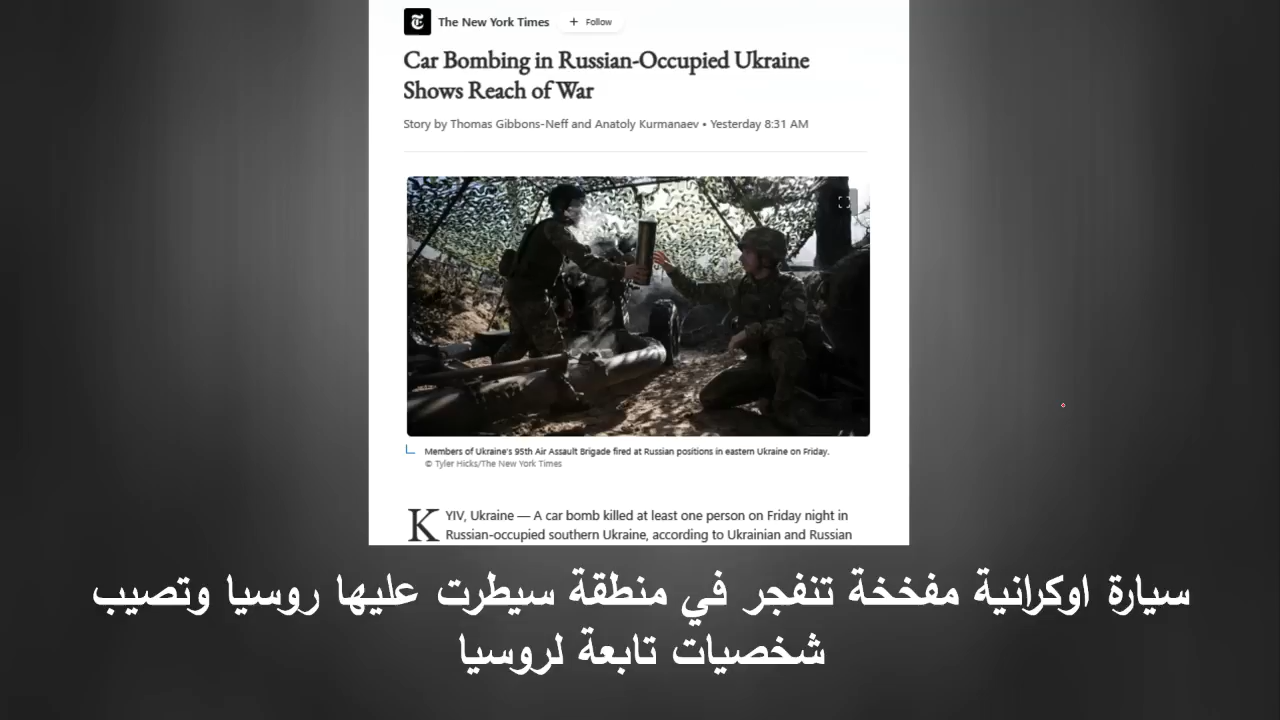 The New York Times + Follow
Car Bombing in Russian-Occupied Ukraine
Shows Reach of War
Story by Thomas Gibbons-Neff and Anatoly Kurmanaev • Yesterday 8:31 AM
Members of Ukraine's 95th Air Assault Brigade fired at Russian positions in eastern Ukraine on Friday.
© Tyler Hicks/The New York Times
KYIV, Ukraine — A car bomb killed at least one person on Friday night in
Russian-occupied southern Ukraine, according to Ukrainian and Russian
سيارة اوكرانية مفخخة تنفجر في منطقة سيطرت عليها روسيا وتصيب
شخصيات تابعة لروسيا